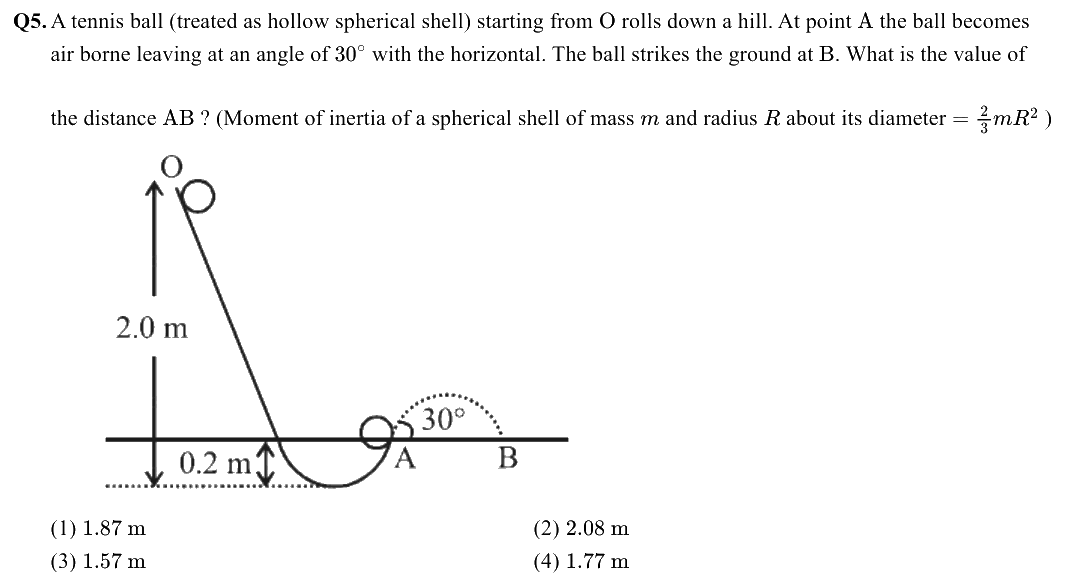 Q5. A tennis ball (treated as hollow spherical shell) starting from O rolls down a hill. At point A the ball becomes
air borne leaving at an angle of 30° with the horizontal. The ball strikes the ground at B. What is the value of
the distance AB ? (Moment of inertia of a spherical shell of mass m and radius R about its diameter = 2/3 mR² )
O
2.0 m
30°
0.2 m
A
B
(1) 1.87 m
(2) 2.08 m
(3) 1.57 m
(4) 1.77 m